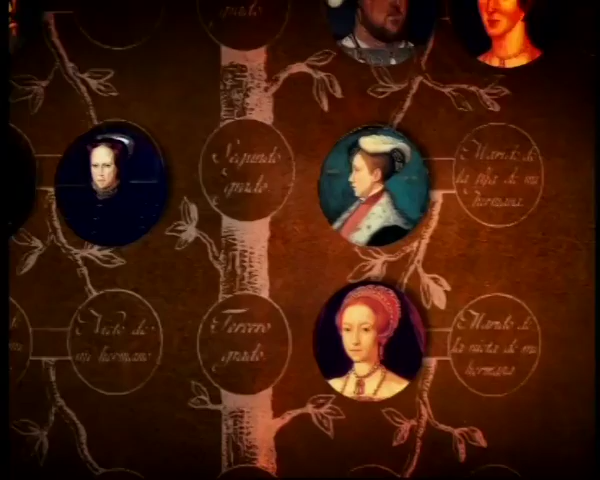 grado
Segundo
grado
Marido de
la hija de mi
hermana
Nieto de
mi hermano
Tercero
grado
Marido de
la nieta de mi
hermana